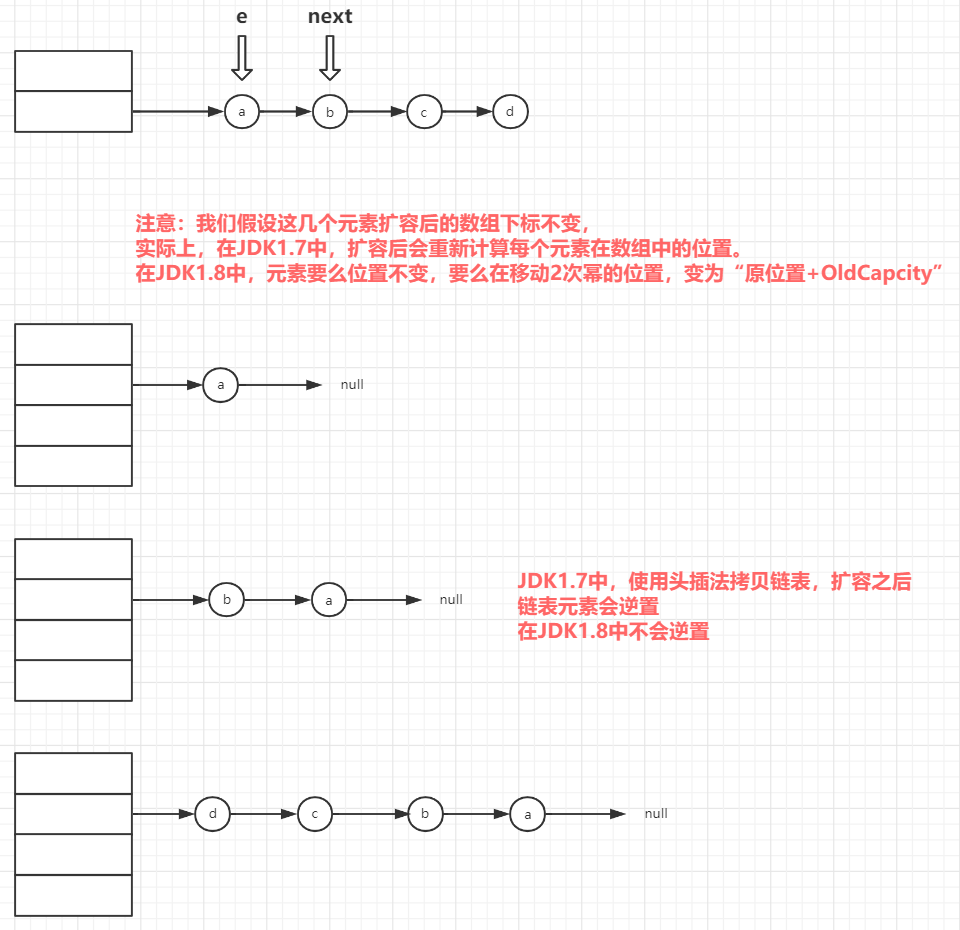 e next
a b c d
注意：我们假设这几个元素扩容后的数组下标不变，
实际上，在JDK1.7中，扩容后会重新计算每个元素在数组中的位置。
在JDK1.8中，元素要么位置不变，要么在移动2次幂的位置，变为“原位置+OldCapcity”
a null
JDK1.7中，使用头插法拷贝链表，扩容之后
链表元素会逆置
在JDK1.8中不会逆置
b a null
d c b a null